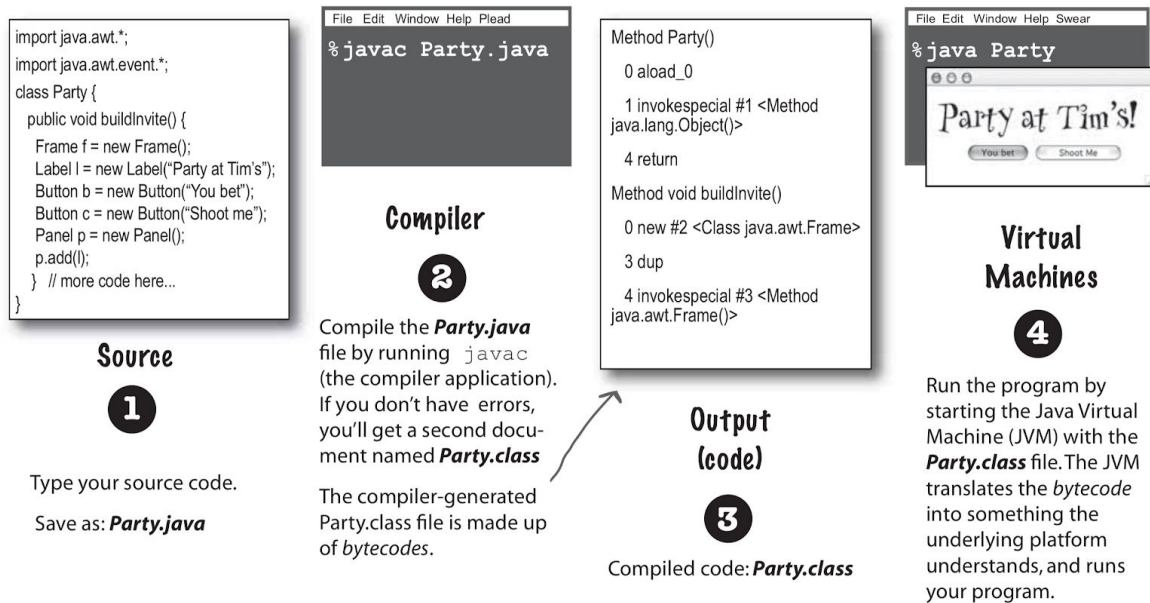 import java.awt.*;
import java.awt.event.*;
class Party {
public void buildInvite() {
Frame f = new Frame();
Label l = new Label(“Party at Tim’s”);
Button b = new Button(“You bet”);
Button c = new Button(“Shoot me”);
Panel p = new Panel();
p.add(l);
} // more code here...
}
Source
1
Type your source code.
Save as: Party.java
File Edit Window Help Plead
%javac Party.java
Compiler
2
Compile the Party.java
file by running javac
(the compiler application).
If you don’t have errors,
you’ll get a second docu-
ment named Party.class
The compiler-generated
Party.class file is made up
of bytecodes.
Method Party()
0 aload_0
1 invokespecial #1 <Method
java.lang.Object()>
4 return
Method void buildInvite()
0 new #2 <Class java.awt.Frame>
3 dup
4 invokespecial #3 <Method
java.awt.Frame()>
Output
(code)
3
Compiled code: Party.class
File Edit Window Help Swear
%java Party
Party at Tim’s!
You bet Shoot Me
Virtual
Machines
4
Run the program by
starting the Java Virtual
Machine (JVM) with the
Party.class file. The JVM
translates the bytecode
into something the
underlying platform
understands, and runs
your program.